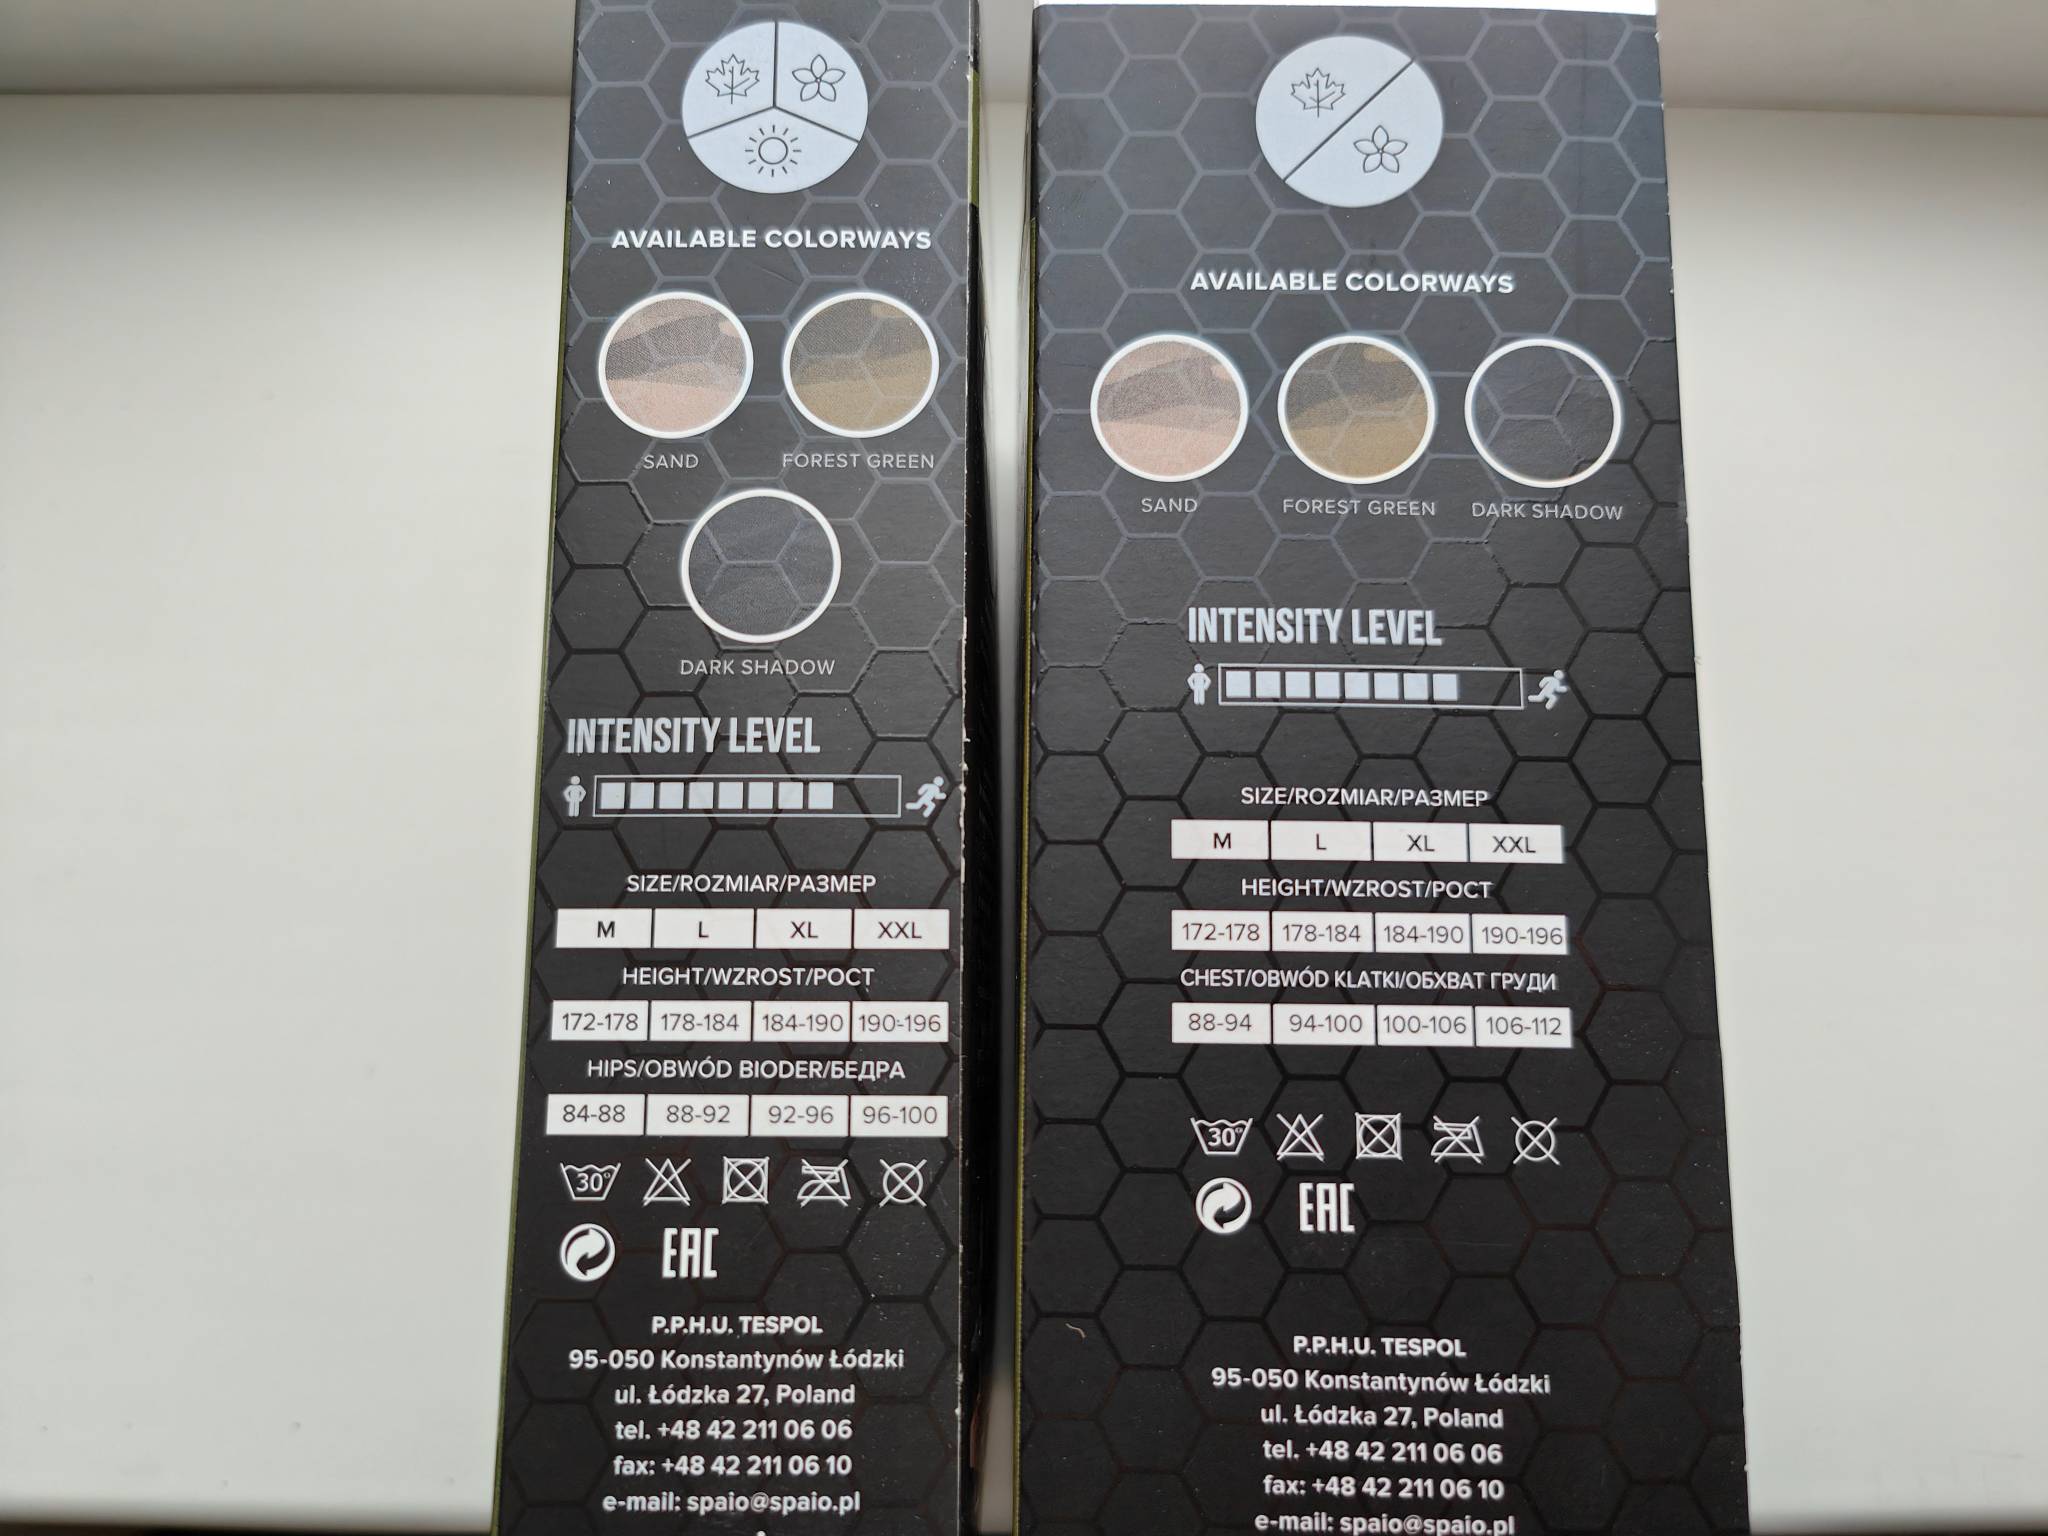 AVAILABLE COLORWAYS
SAND
FOREST GREEN
DARK SHADOW
INTENSITY LEVEL
SIZE/ROZMIAR/РАЗМЕР
M L XL XXL
HEIGHT/WZROST/РОСТ
172-178 178-184 184-190 190-196
HIPS/OBWÓD BIODER/БЕДРА
84-88 88-92 92-96 96-100
30°
EAC
P.P.H.U. TESPOL
95-050 Konstantynów Łódzki
ul. Łódzka 27, Poland
tel. +48 42 211 06 06
fax: +48 42 211 06 10
e-mail: spaio@spaio.pl
AVAILABLE COLORWAYS
SAND
FOREST GREEN
DARK SHADOW
INTENSITY LEVEL
SIZE/ROZMIAR/РАЗМЕР
M L XL XXL
HEIGHT/WZROST/РОСТ
172-178 178-184 184-190 190-196
CHEST/OBWÓD KLATKI/ОБХВАТ ГРУДИ
88-94 94-100 100-106 106-112
30°
EAC
P.P.H.U. TESPOL
95-050 Konstantynów Łódzki
ul. Łódzka 27, Poland
tel. +48 42 211 06 06
fax: +48 42 211 06 10
e-mail: spaio@spaio.pl